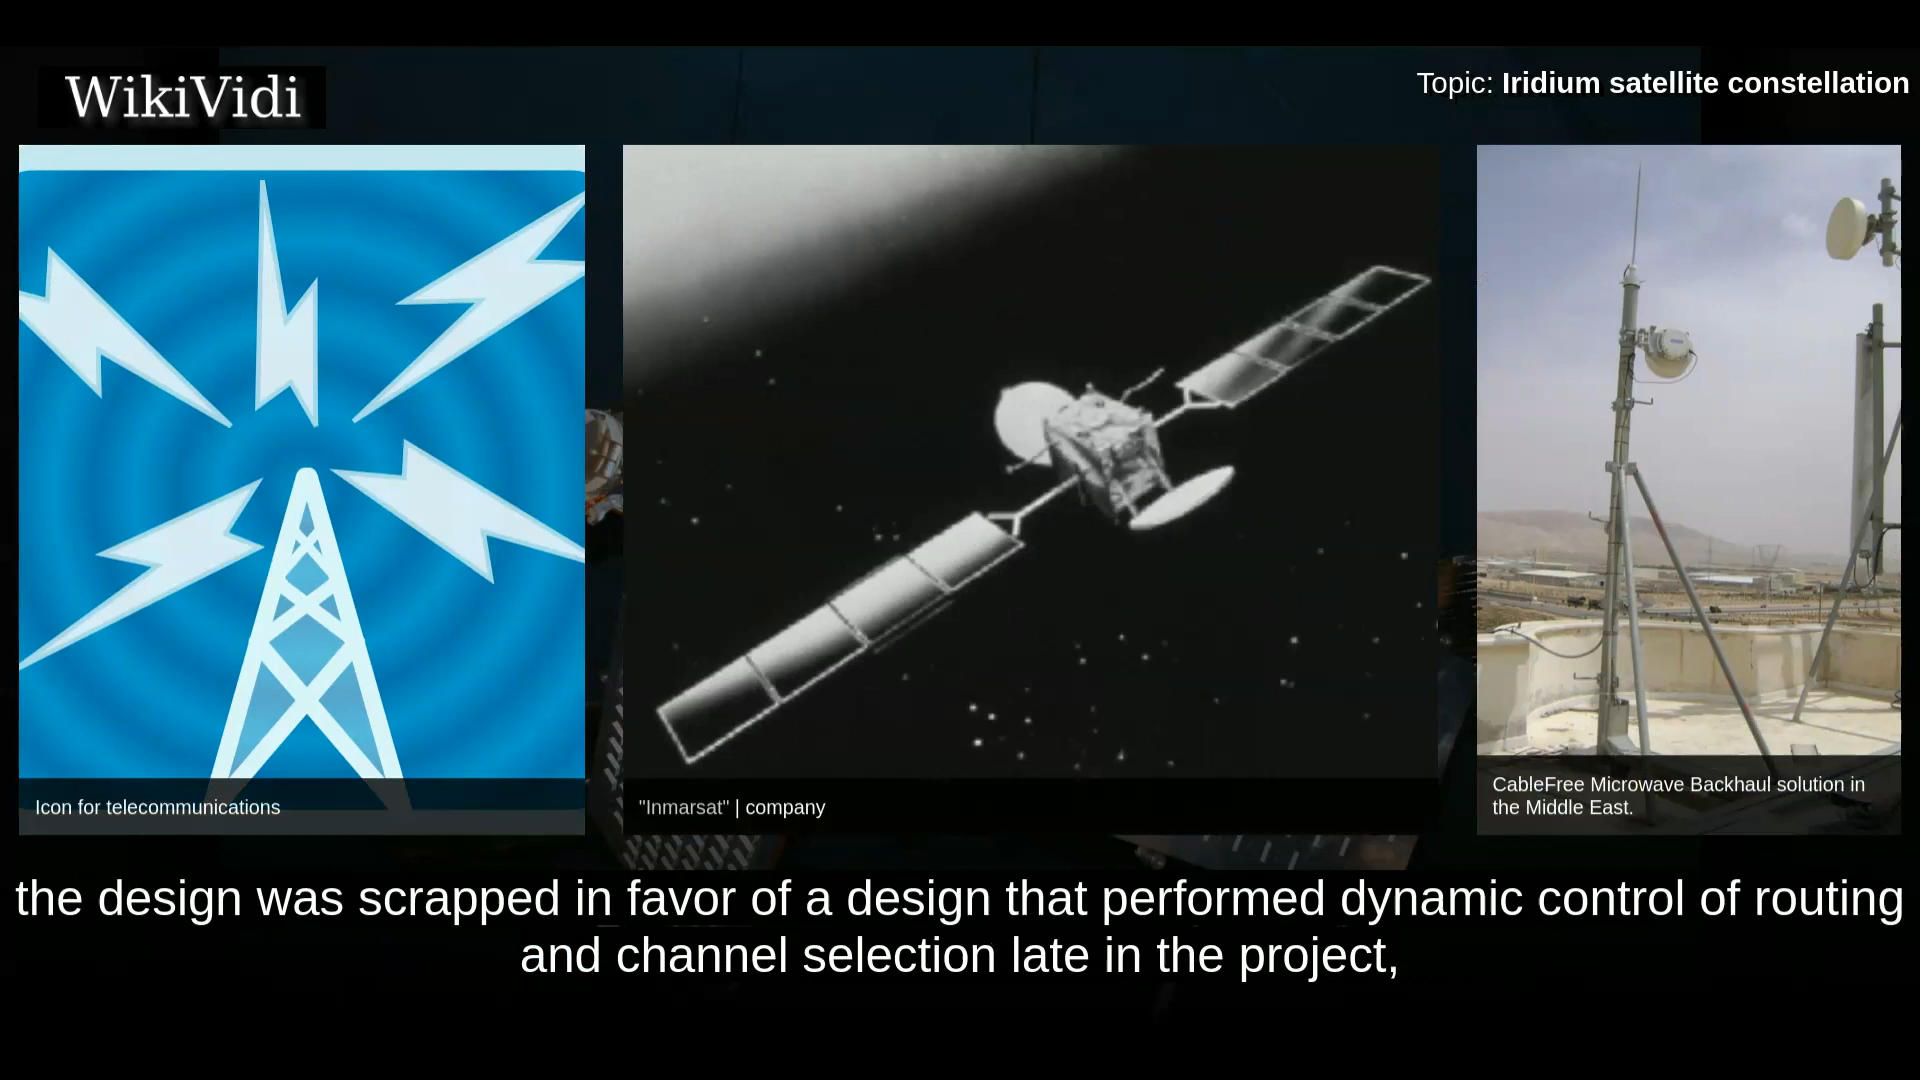 WikiVidi
Topic: Iridium satellite constellation
Icon for telecommunications
"Inmarsat" | company
CableFree Microwave Backhaul solution in
the Middle East.
the design was scrapped in favor of a design that performed dynamic control of routing
and channel selection late in the project,